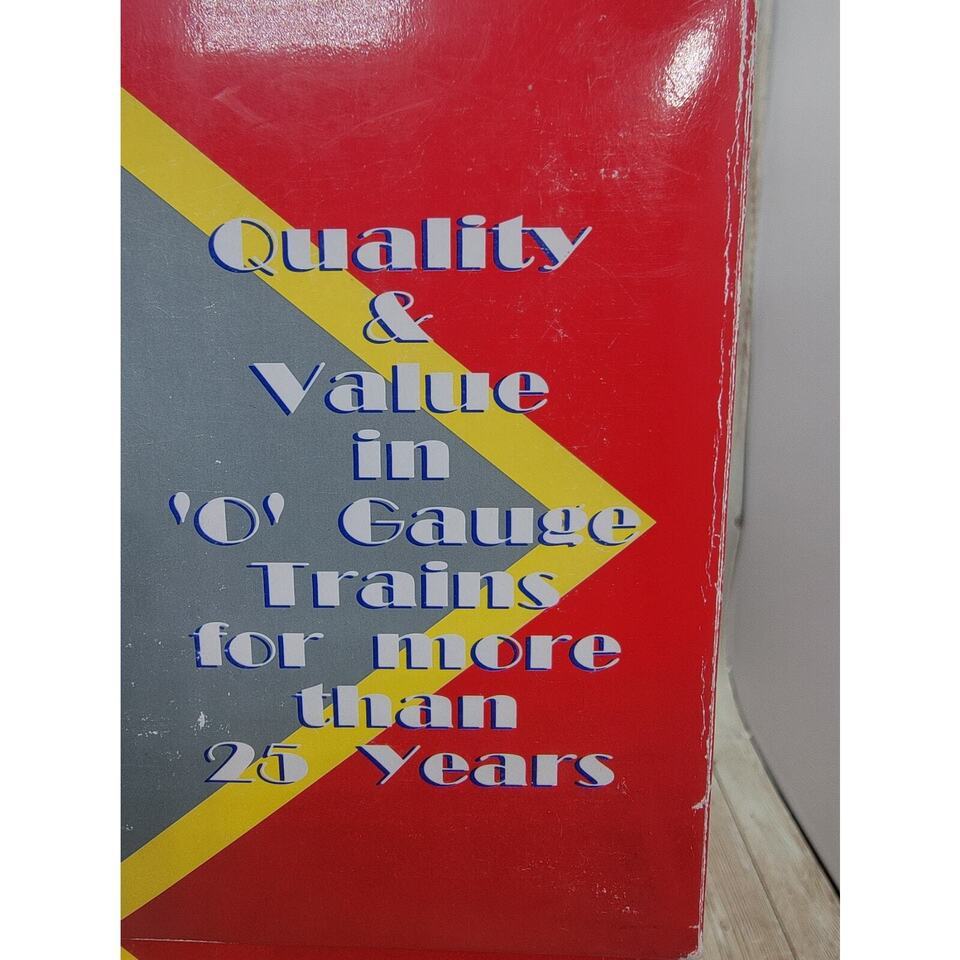 Quality
&
Value
in
'O' Gauge
Trains
for more
than
25 Years